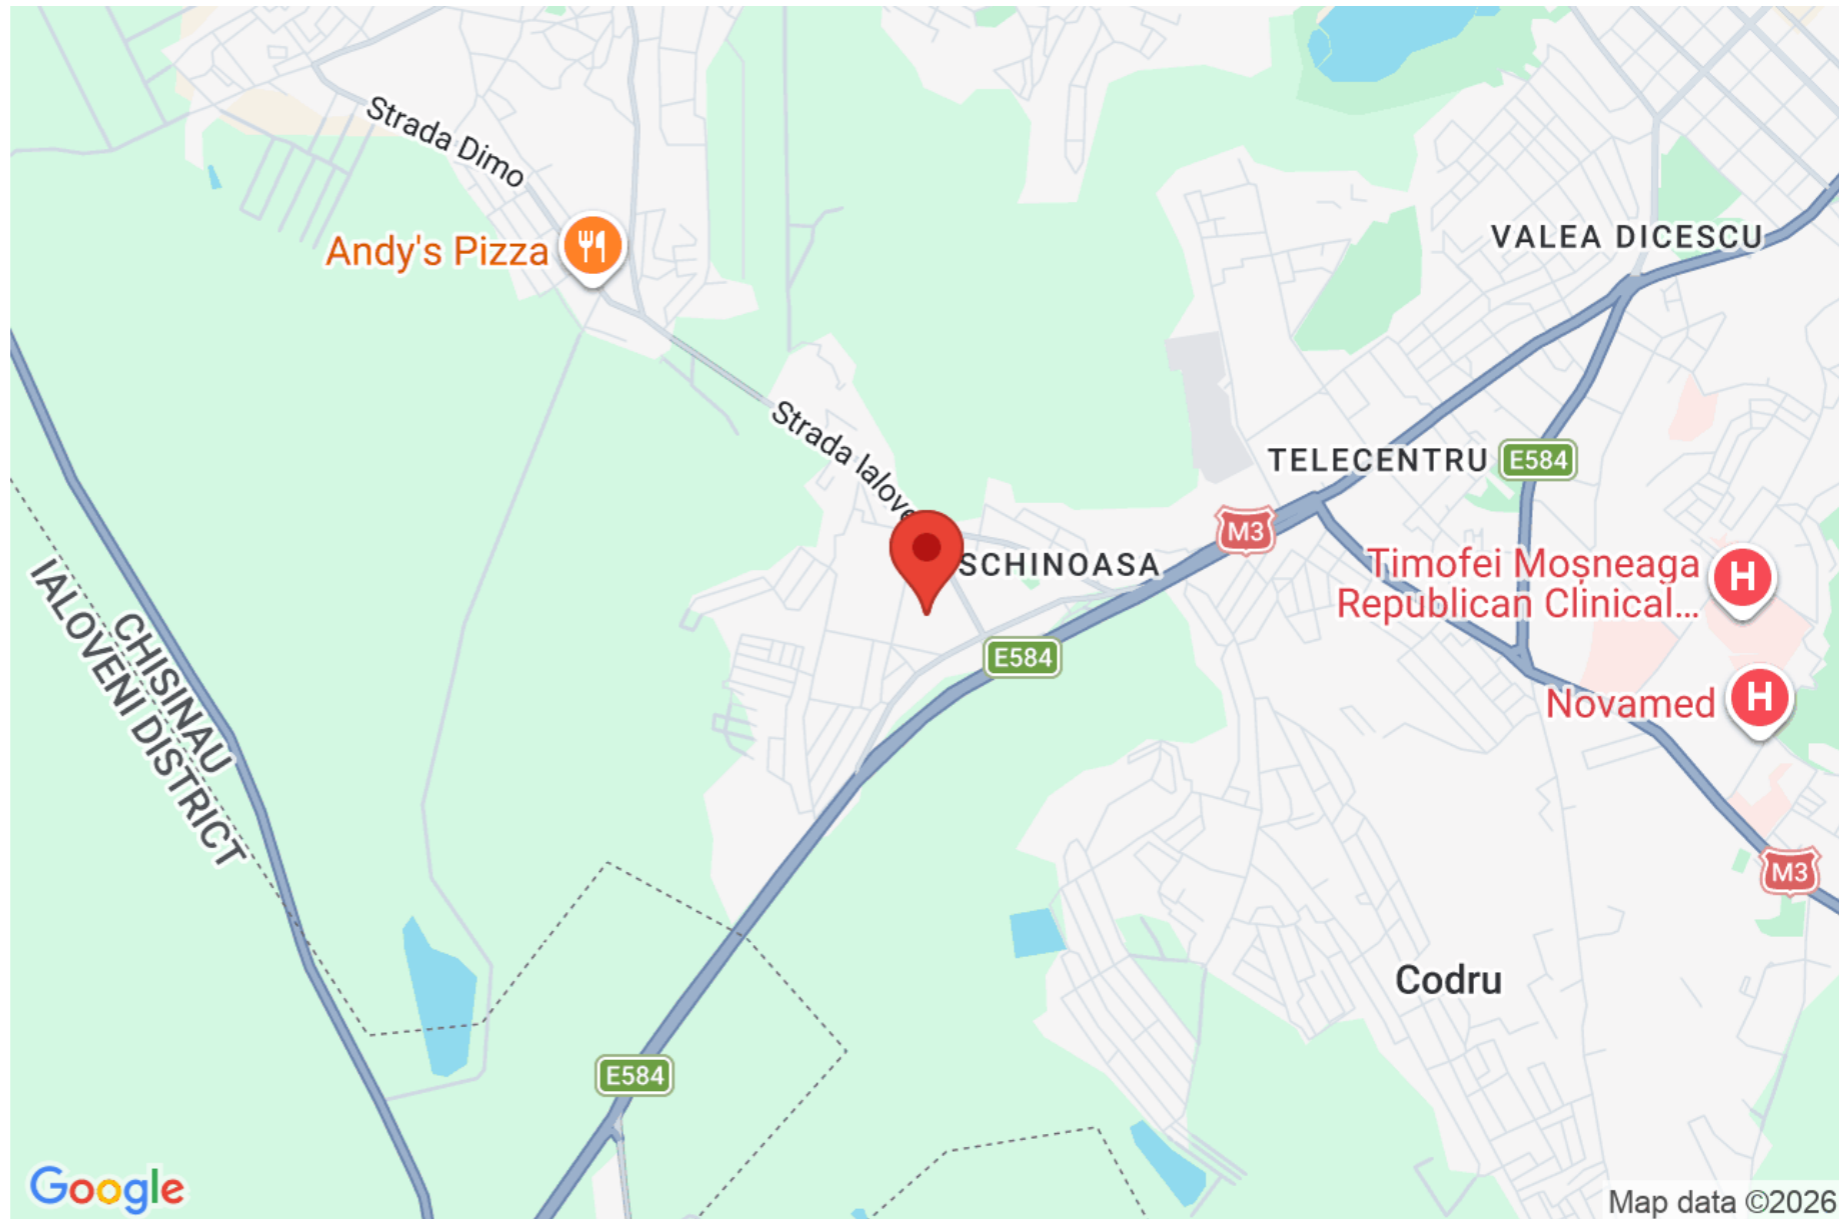 Strada Dimo
Andy's Pizza
VALEA DICESCU
Strada Ialove
TELECENTRU
E584
M3
SCHINOASA
Timofei Moșneaga
Republican Clinical...
H
E584
Novamed
H
CHISINAU
IALOVENI DISTRICT
M3
Codru
E584
Google
Map data ©2026